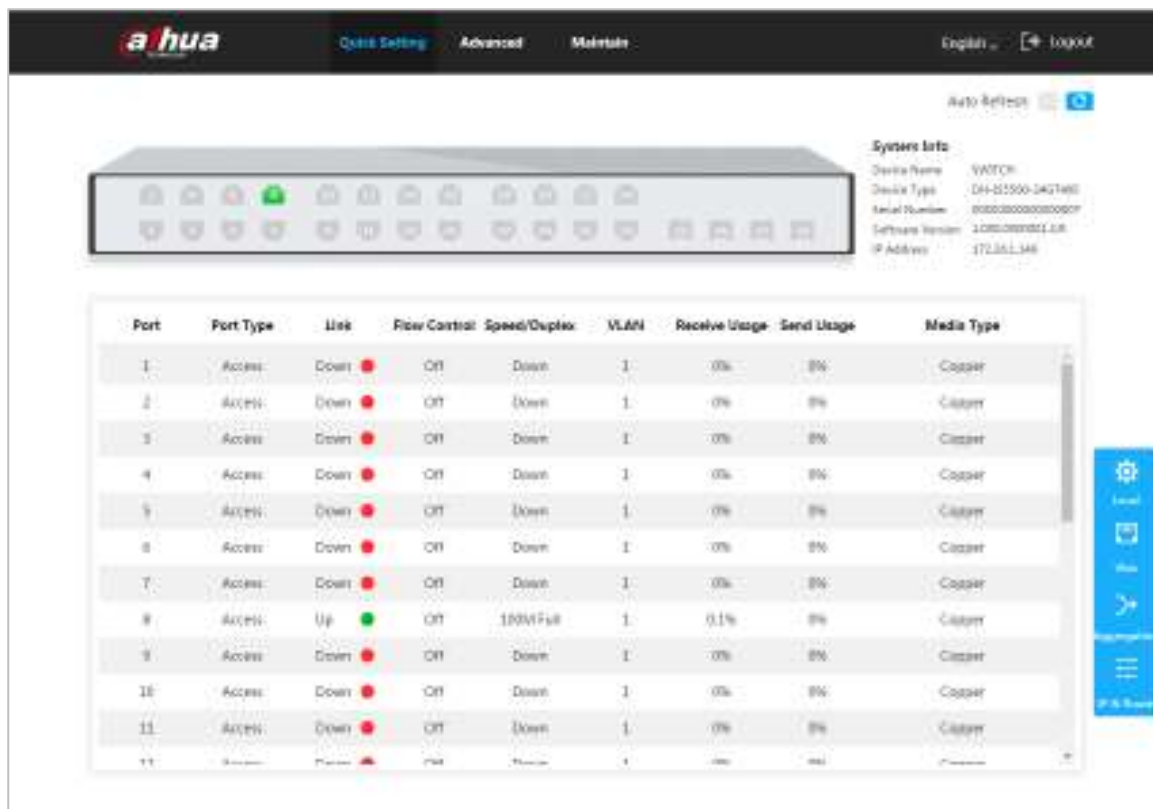 alhua
Quick Setting Advanced Maintain English Logout
Auto Refresh
System Info
Device Name SWITCH
Device Type
Serial Number
Software Version
IP Address
Port Port Type Link Flow Control Speed/Duplex VLAN Receive Usage Send Usage Media Type
1 Access Down Off Down 1 0% 0% Copper
2 Access Down Off Down 1 0% 0% Copper
3 Access Down Off Down 1 0% 0% Copper
4 Access Down Off Down 1 0% 0% Copper
5 Access Down Off Down 1 0% 0% Copper
6 Access Down Off Down 1 0% 0% Copper
7 Access Down Off Down 1 0% 0% Copper
8 Access Up Off 100M Full 1 0.1% 0% Copper
9 Access Down Off Down 1 0% 0% Copper
10 Access Down Off Down 1 0% 0% Copper
11 Access Down Off Down 1 0% 0% Copper
Local
Vlan
Aggregation